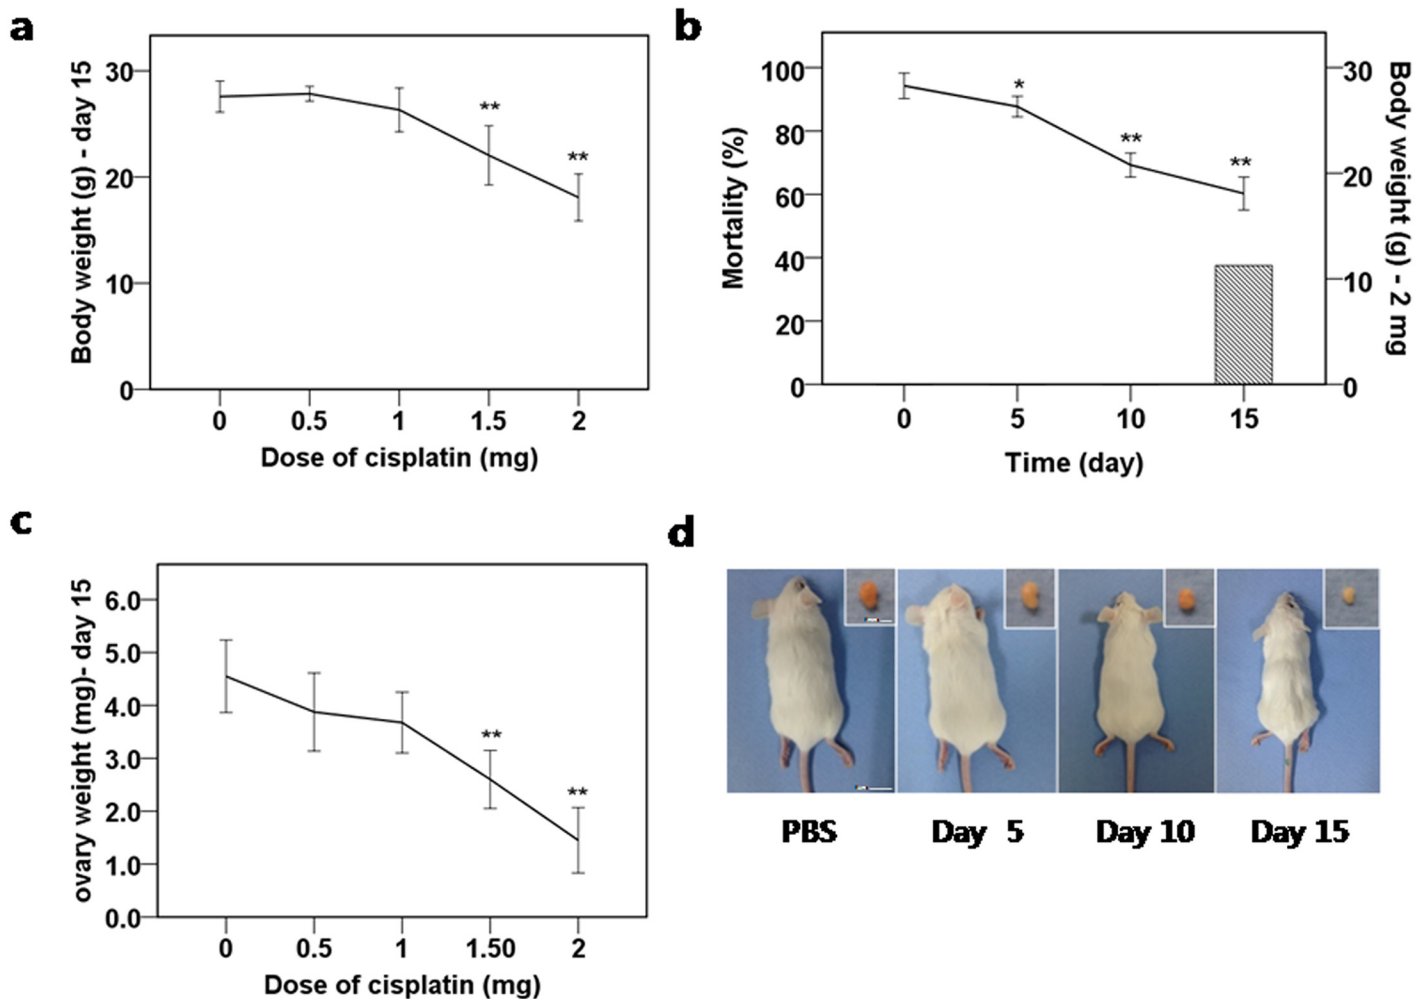 a
Body weight (g) - day 15
30
20
10
0
**
**
0 0.5 1 1.5 2
Dose of cisplatin (mg)
b
Mortality (%)
100
80
60
40
20
0
*
**
**
30
20
10
0
Body weight (g) - 2 mg
0 5 10 15
Time (day)
c
ovary weight (mg)- day 15
6.0
5.0
4.0
3.0
2.0
1.0
0.0
**
**
0 0.5 1 1.50 2
Dose of cisplatin (mg)
d
PBS Day 5 Day 10 Day 15